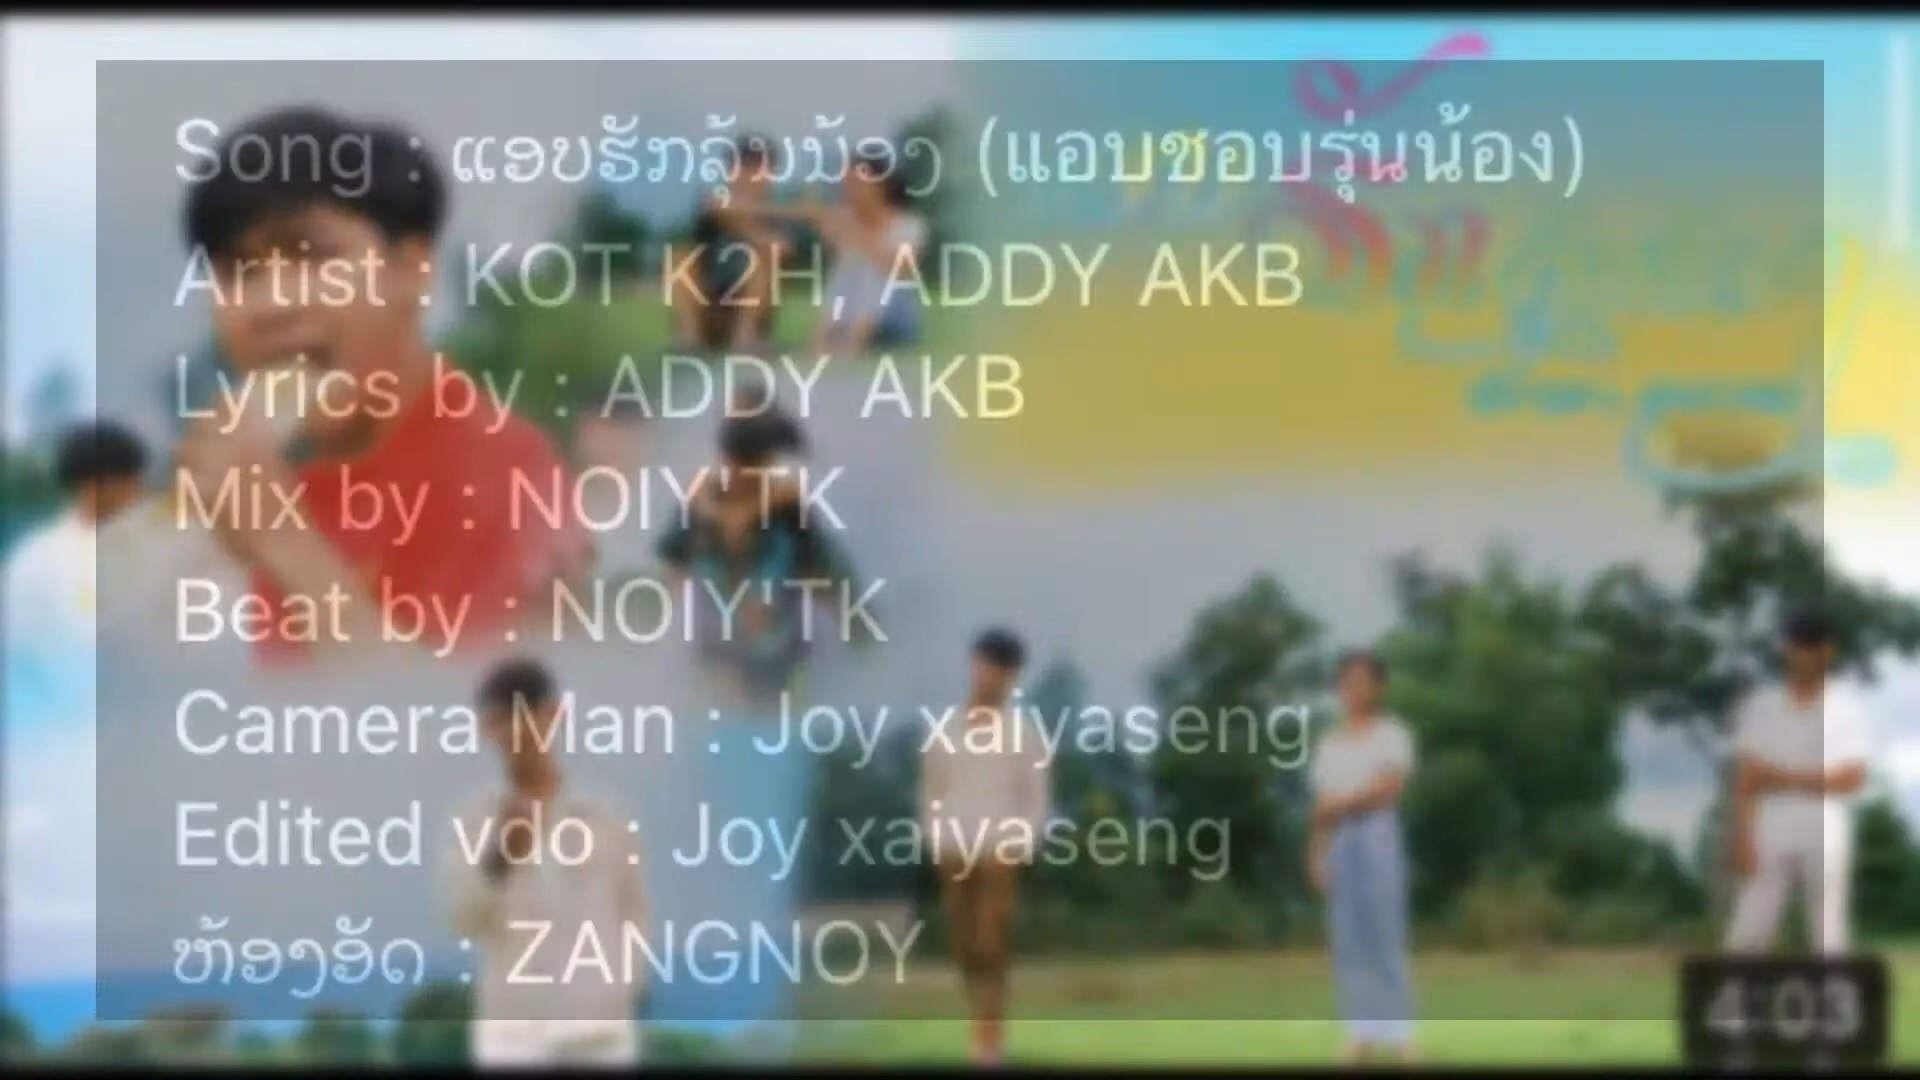 Song : ແອບຮັກລຸ້ນນ້ອງ (แอบชอบรุ่นน้อง)
Artist : KOT K2H, ADDY AKB
Lyrics by : ADDY AKB
Mix by : NOIY'TK
Beat by : NOIY'TK
Camera Man : Joy xaiyaseng
Edited vdo : Joy xaiyaseng
ຫ້ອງອັດ : ZANGNOY
4:03